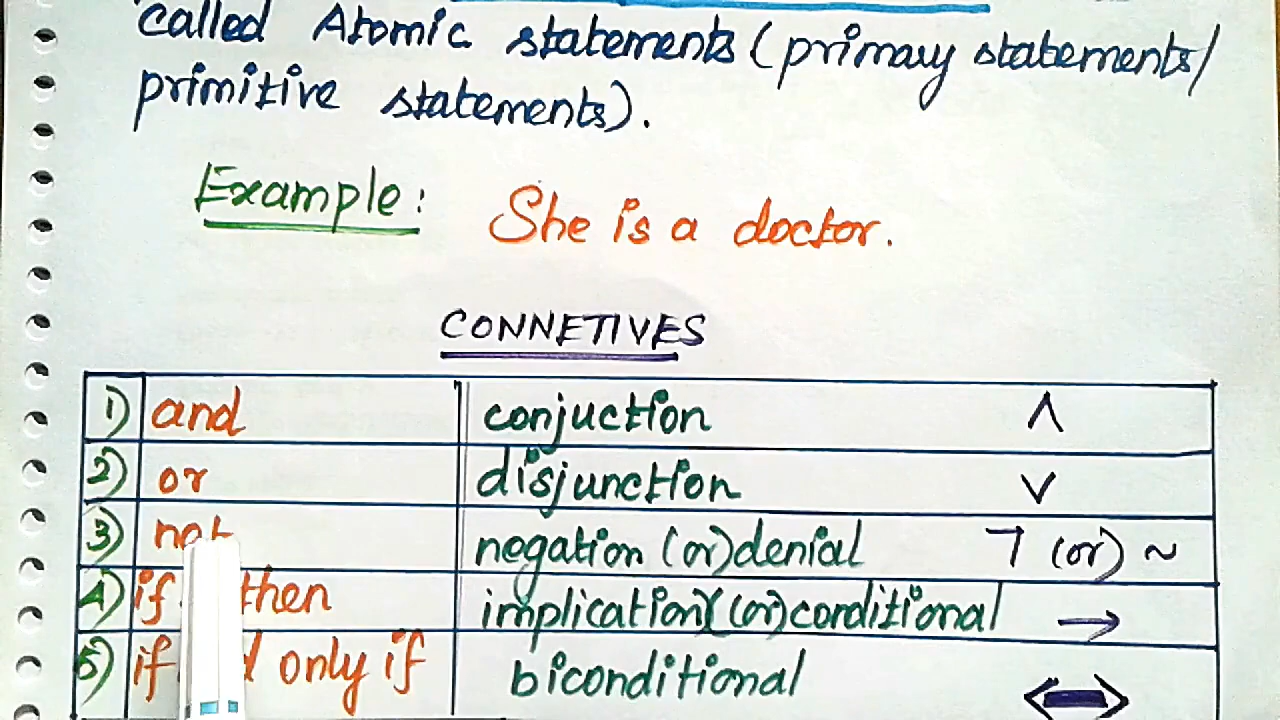 called Atomic statements (primary statements/
primitive statements).
Example: She is a doctor.
CONNETIVES
1) and conjuction ∧
2) or disjunction ∨
3) not negation (or) denial ¬ (or) ~
4) if then implication (or) conditional →
5) if only if biconditional ⟷